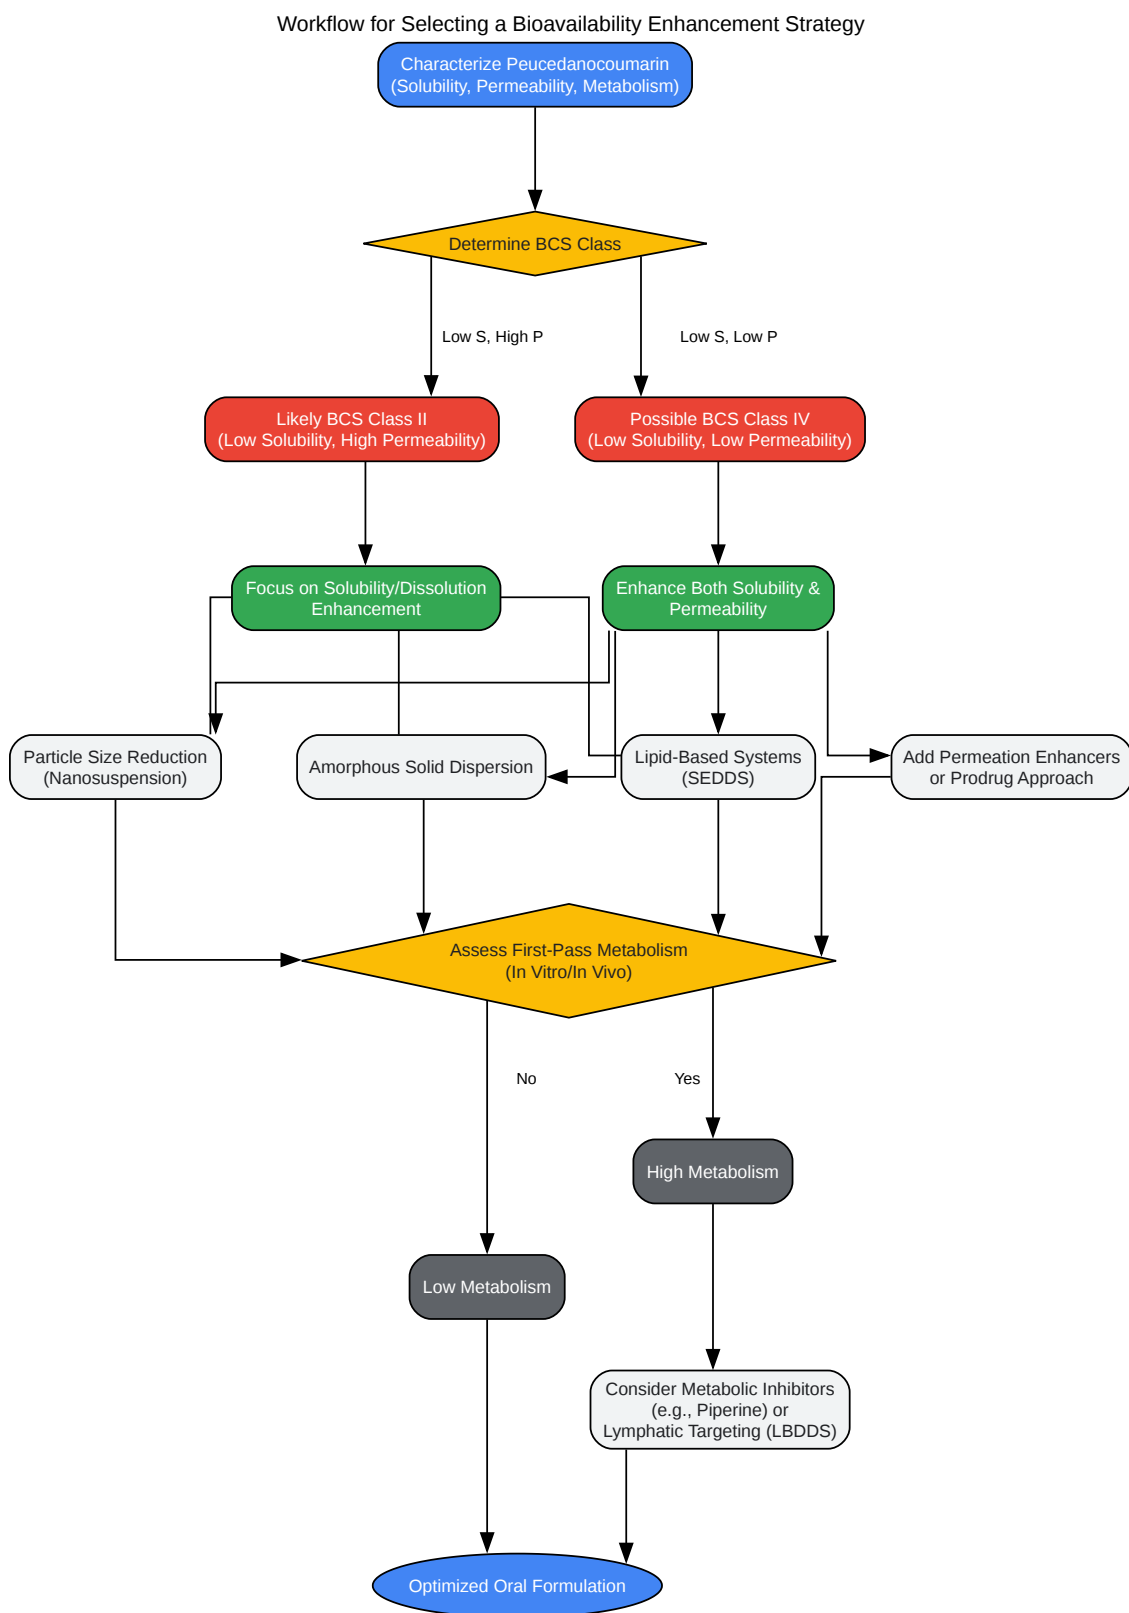 Workflow for Selecting a Bioavailability Enhancement Strategy
Characterize Peucedanocoumarin
(Solubility, Permeability, Metabolism)
Determine BCS Class
Low S, High P
Low S, Low P
Likely BCS Class II
(Low Solubility, High Permeability)
Possible BCS Class IV
(Low Solubility, Low Permeability)
Focus on Solubility/Dissolution
Enhancement
Enhance Both Solubility &
Permeability
Particle Size Reduction
(Nanosuspension)
Amorphous Solid Dispersion
Lipid-Based Systems
(SEDDS)
Add Permeation Enhancers
or Prodrug Approach
Assess First-Pass Metabolism
(In Vitro/In Vivo)
No
Yes
High Metabolism
Low Metabolism
Consider Metabolic Inhibitors
(e.g., Piperine) or
Lymphatic Targeting (LBDDS)
Optimized Oral Formulation